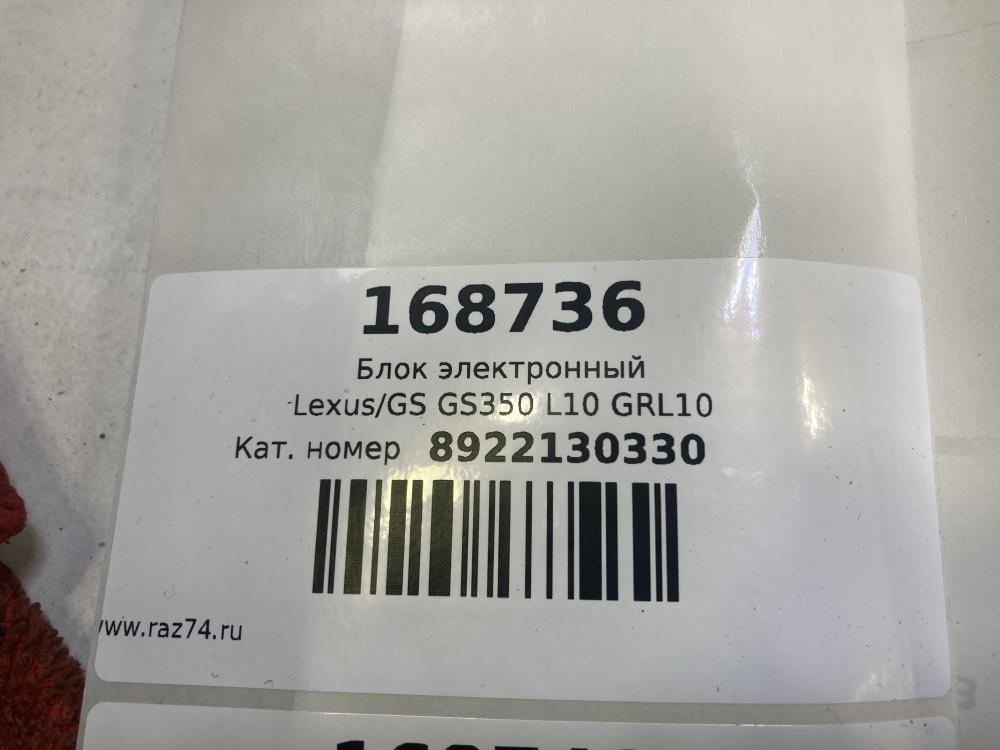 168736
Блок электронный
Lexus/GS GS350 L10 GRL10
Кат. номер 8922130330
www.raz74.ru